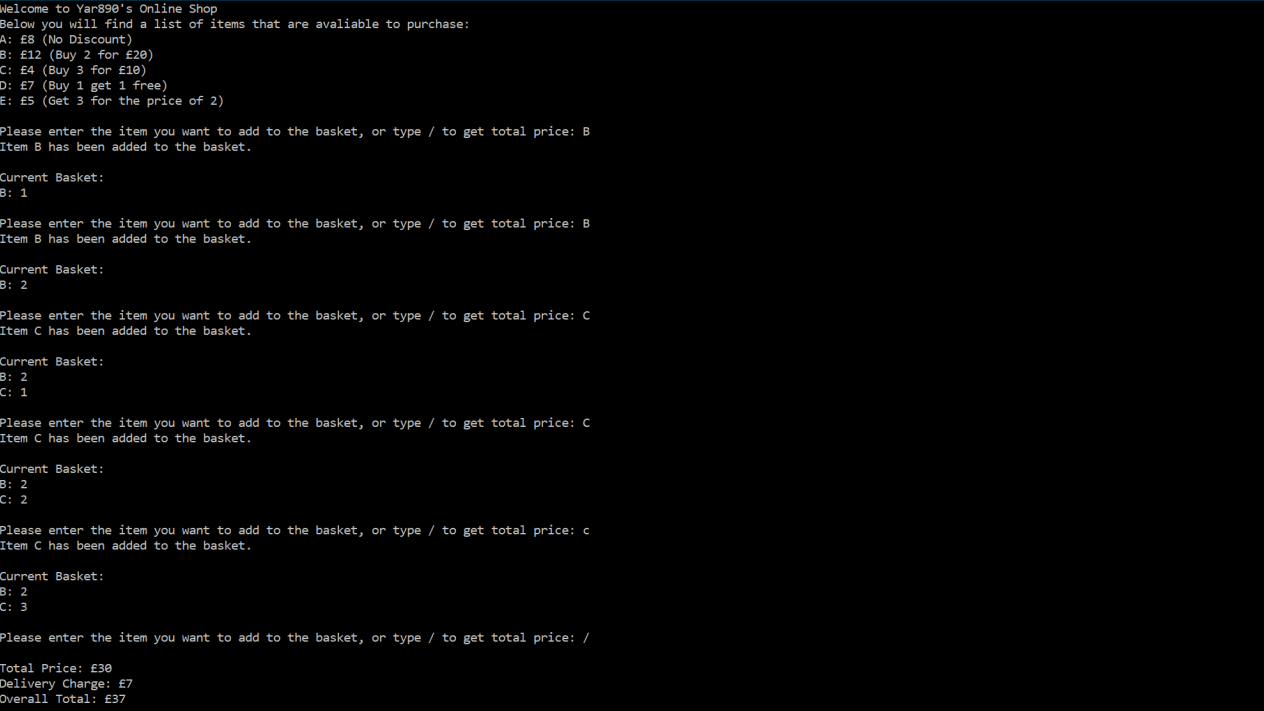 Welcome to Yar890's Online Shop
Below you will find a list of items that are avaliable to purchase:
A: £8 (No Discount)
B: £12 (Buy 2 for £20)
C: £4 (Buy 3 for £10)
D: £7 (Buy 1 get 1 free)
E: £5 (Get 3 for the price of 2)
Please enter the item you want to add to the basket, or type / to get total price: B
Item B has been added to the basket.
Current Basket:
B: 1
Please enter the item you want to add to the basket, or type / to get total price: B
Item B has been added to the basket.
Current Basket:
B: 2
Please enter the item you want to add to the basket, or type / to get total price: C
Item C has been added to the basket.
Current Basket:
B: 2
C: 1
Please enter the item you want to add to the basket, or type / to get total price: C
Item C has been added to the basket.
Current Basket:
B: 2
C: 2
Please enter the item you want to add to the basket, or type / to get total price: c
Item C has been added to the basket.
Current Basket:
B: 2
C: 3
Please enter the item you want to add to the basket, or type / to get total price: /
Total Price: £30
Delivery Charge: £7
Overall Total: £37